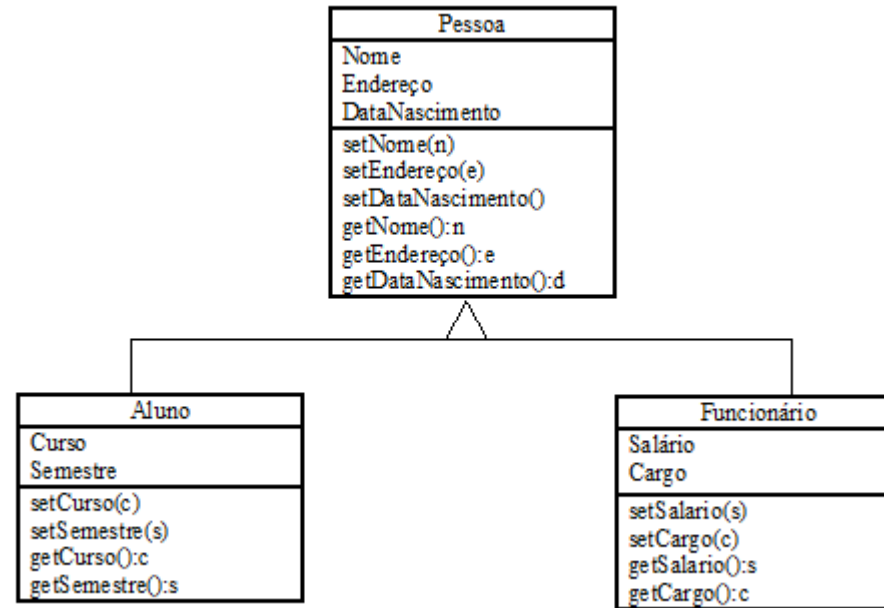 Pessoa
Nome
Endereço
DataNascimento
setNome(n)
setEndereço(e)
setDataNascimento()
getNome():n
getEndereço():e
getDataNascimento():d
Aluno
Curso
Semestre
setCurso(c)
setSemestre(s)
getCurso():c
getSemestre():s
Funcionário
Salário
Cargo
setSalario(s)
setCargo(c)
getSalario():s
getCargo():c